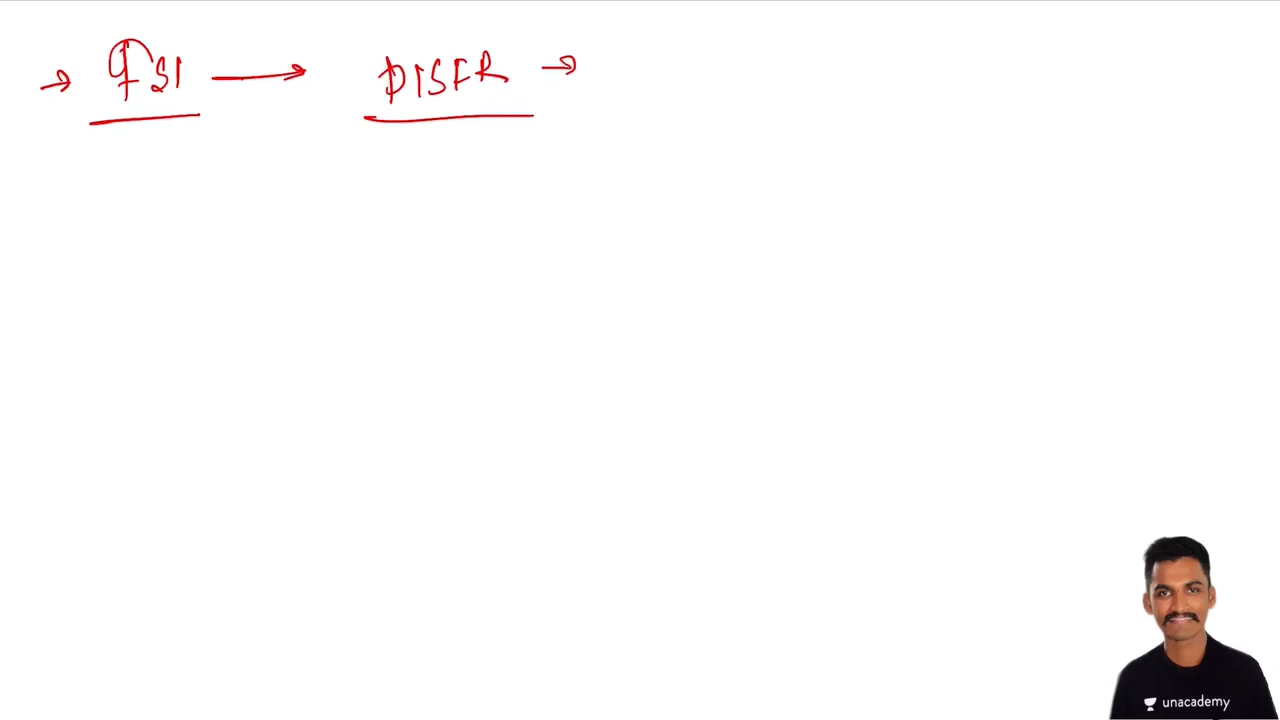 → FSI → DISFR →
unacademy